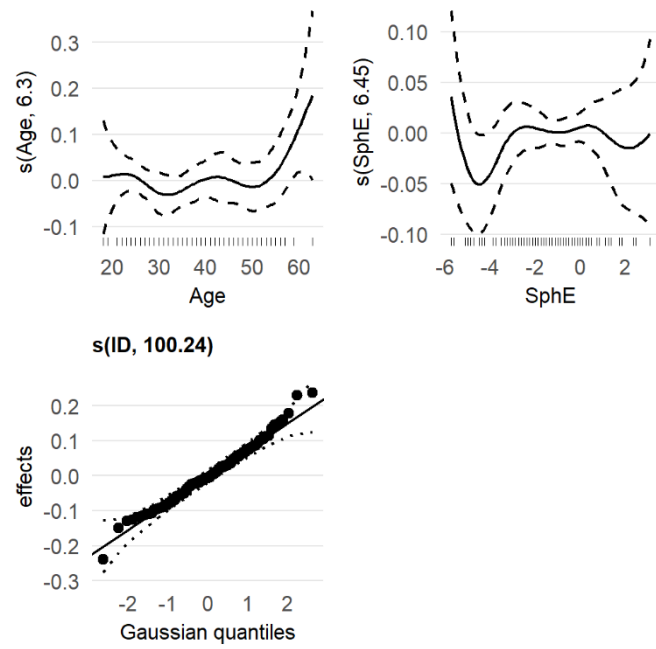 s(Age, 6.3)
0.3
0.2
0.1
0.0
-0.1
20 30 40 50 60
Age
s(SphE, 6.45)
0.10
0.05
0.00
-0.05
-0.10
-6 -4 -2 0 2
SphE
s(ID, 100.24)
effects
0.2
0.1
0.0
-0.1
-0.2
-0.3
-2 -1 0 1 2
Gaussian quantiles